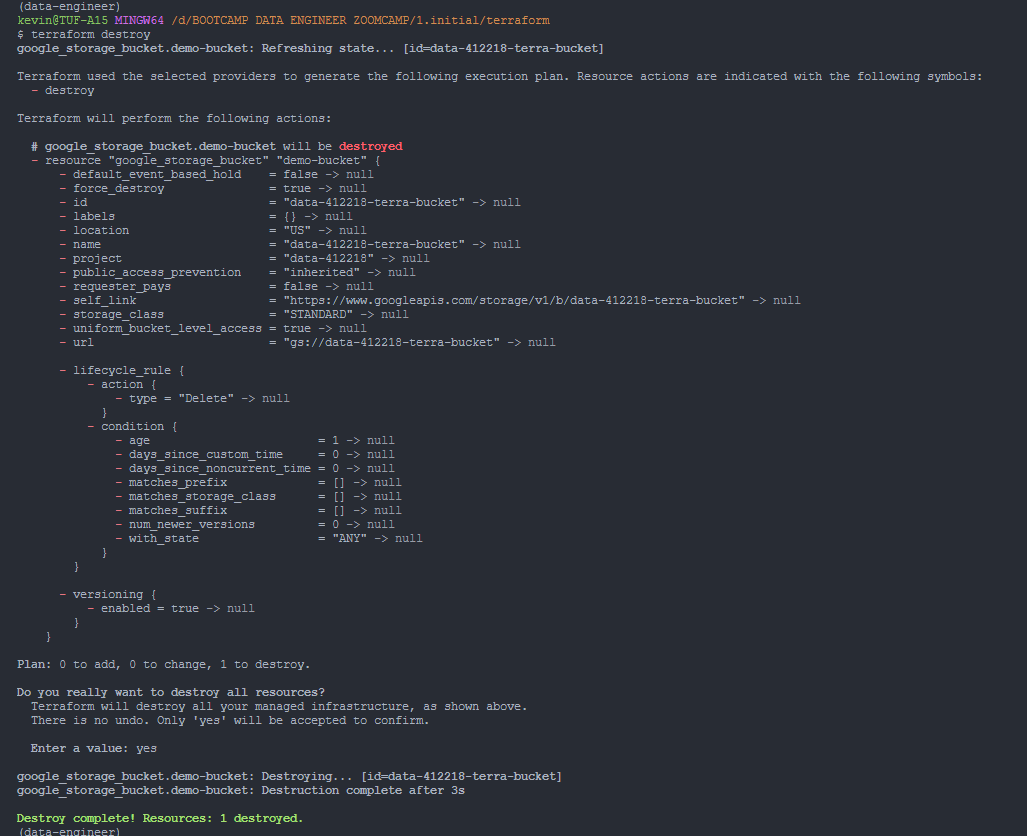 (data-engineer)
kevin@TUF-A15 MINGW64 /d/BOOTCAMP DATA ENGINEER ZOOMCAMP/1.initial/terraform
$ terraform destroy
google_storage_bucket.demo-bucket: Refreshing state... [id=data-412218-terra-bucket]

Terraform used the selected providers to generate the following execution plan. Resource actions are indicated with the following symbols:
  - destroy

Terraform will perform the following actions:

  # google_storage_bucket.demo-bucket will be destroyed
  - resource "google_storage_bucket" "demo-bucket" {
      - default_event_based_hold    = false -> null
      - force_destroy               = true -> null
      - id                          = "data-412218-terra-bucket" -> null
      - labels                      = {} -> null
      - location                    = "US" -> null
      - name                        = "data-412218-terra-bucket" -> null
      - project                     = "data-412218" -> null
      - public_access_prevention    = "inherited" -> null
      - requester_pays              = false -> null
      - self_link                   = "https://www.googleapis.com/storage/v1/b/data-412218-terra-bucket" -> null
      - storage_class               = "STANDARD" -> null
      - uniform_bucket_level_access = true -> null
      - url                         = "gs://data-412218-terra-bucket" -> null

      - lifecycle_rule {
          - action {
              - type = "Delete" -> null
            }
          - condition {
              - age                        = 1 -> null
              - days_since_custom_time     = 0 -> null
              - days_since_noncurrent_time = 0 -> null
              - matches_prefix             = [] -> null
              - matches_storage_class      = [] -> null
              - matches_suffix             = [] -> null
              - num_newer_versions         = 0 -> null
              - with_state                 = "ANY" -> null
            }
        }

      - versioning {
          - enabled = true -> null
        }
    }

Plan: 0 to add, 0 to change, 1 to destroy.

Do you really want to destroy all resources?
  Terraform will destroy all your managed infrastructure, as shown above.
  There is no undo. Only 'yes' will be accepted to confirm.

  Enter a value: yes

google_storage_bucket.demo-bucket: Destroying... [id=data-412218-terra-bucket]
google_storage_bucket.demo-bucket: Destruction complete after 3s

Destroy complete! Resources: 1 destroyed.
(data-engineer)